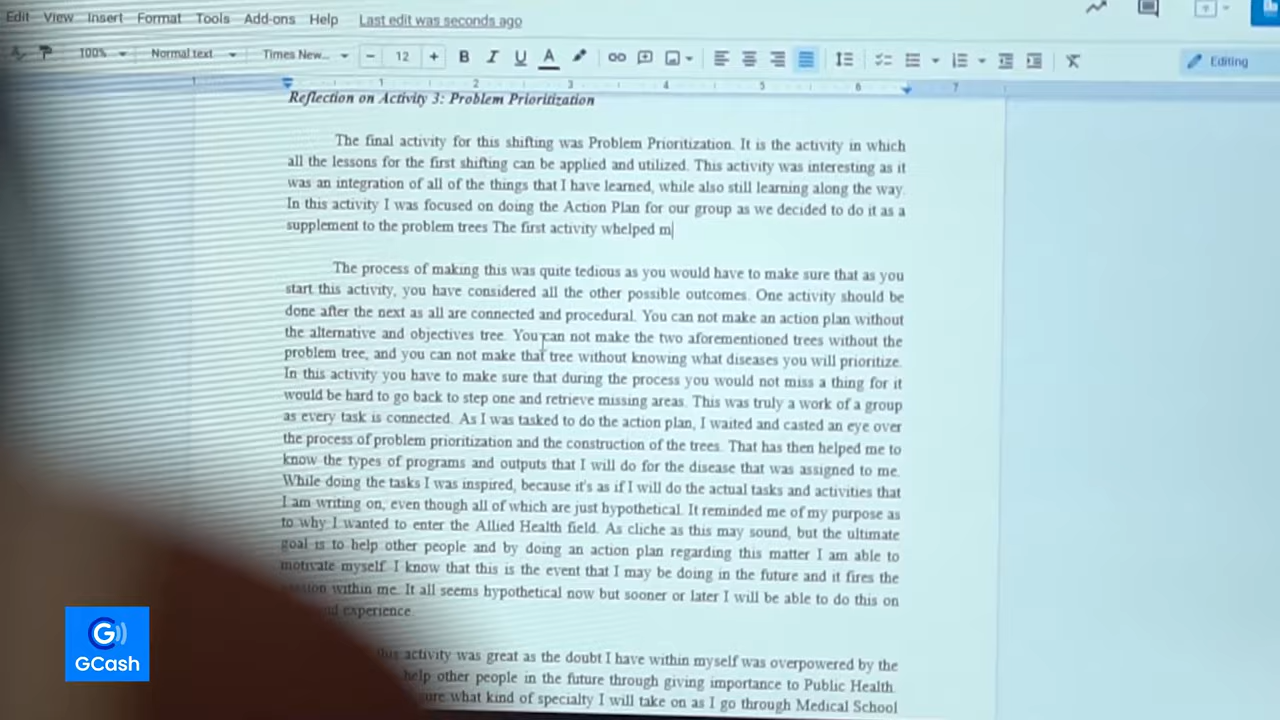 Edit View Insert Format Tools Add-ons Help Last edit was seconds ago
100% Normal text Times New... 12 B I U A Editing
1 1 2 3 4 5 6 7
Reflection on Activity 3: Problem Prioritization
The final activity for this shifting was Problem Prioritization. It is the activity in which
all the lessons for the first shifting can be applied and utilized. This activity was interesting as it
was an integration of all of the things that I have learned, while also still learning along the way.
In this activity I was focused on doing the Action Plan for our group as we decided to do it as a
supplement to the problem trees The first activity whelped m
The process of making this was quite tedious as you would have to make sure that as you
start this activity, you have considered all the other possible outcomes. One activity should be
done after the next as all are connected and procedural. You can not make an action plan without
the alternative and objectives tree. You can not make the two aforementioned trees without the
problem tree, and you can not make that tree without knowing what diseases you will prioritize.
In this activity you have to make sure that during the process you would not miss a thing for it
would be hard to go back to step one and retrieve missing areas. This was truly a work of a group
as every task is connected. As I was tasked to do the action plan, I waited and casted an eye over
the process of problem prioritization and the construction of the trees. That has then helped me to
know the types of programs and outputs that I will do for the disease that was assigned to me.
While doing the tasks I was inspired, because it's as if I will do the actual tasks and activities that
I am writing on, even though all of which are just hypothetical. It reminded me of my purpose as
to why I wanted to enter the Allied Health field. As cliche as this may sound, but the ultimate
goal is to help other people and by doing an action plan regarding this matter I am able to
motivate myself. I know that this is the event that I may be doing in the future and it fires the
within me. It all seems hypothetical now but sooner or later I will be able to do this on
experience.
this activity was great as the doubt I have within myself was overpowered by the
help other people in the future through giving importance to Public Health.
what kind of specialty I will take on as I go through Medical School
GCash